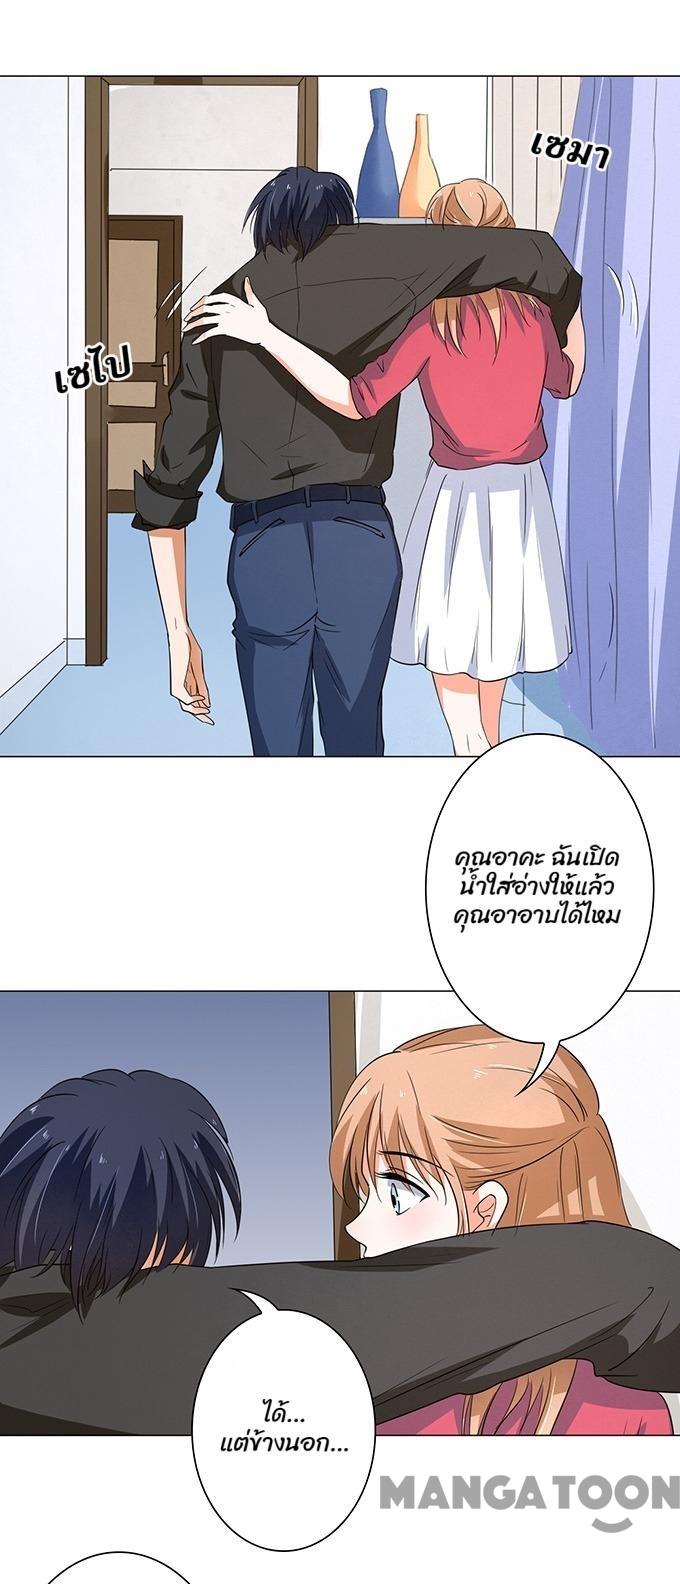 เซมา
เซไป
คุณอาคะ ฉันเปิด
น้ำใส่อ่างให้แล้ว
คุณอาอาบได้ไหม
ได้...
แต่ข้างนอก...
MANGATOON